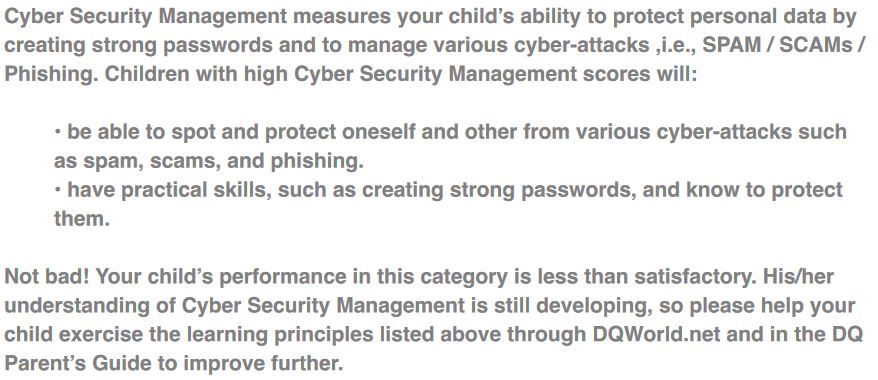 Cyber Security Management measures your child’s ability to protect personal data by
creating strong passwords and to manage various cyber-attacks ,i.e., SPAM / SCAMs /
Phishing. Children with high Cyber Security Management scores will:
• be able to spot and protect oneself and other from various cyber-attacks such
as spam, scams, and phishing.
• have practical skills, such as creating strong passwords, and know to protect
them.
Not bad! Your child’s performance in this category is less than satisfactory. His/her
understanding of Cyber Security Management is still developing, so please help your
child exercise the learning principles listed above through DQWorld.net and in the DQ
Parent’s Guide to improve further.